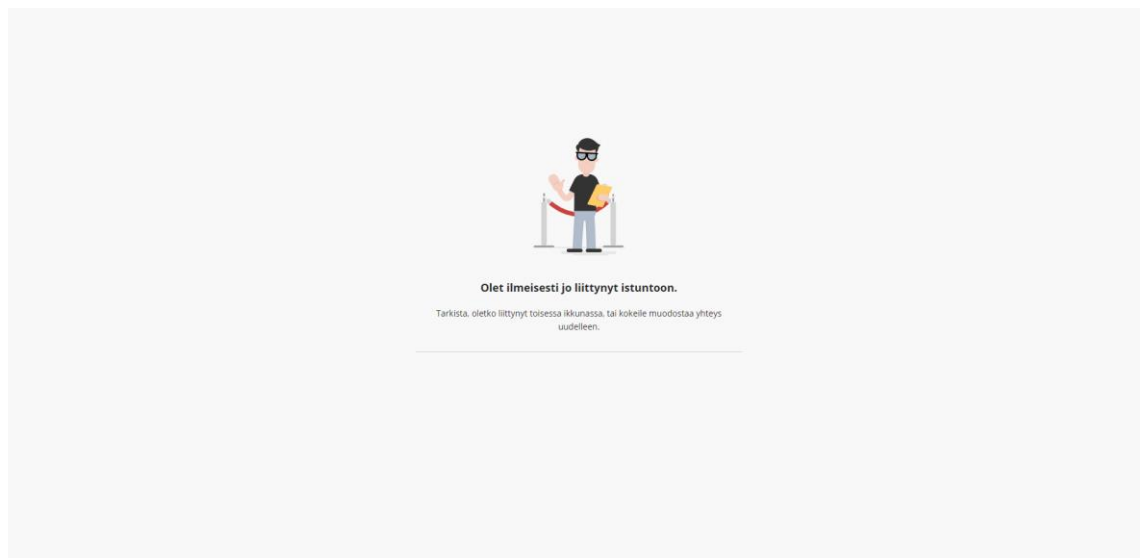 Olet ilmeisesti jo liittynyt istuntoon.
Tarkista, oletko liittynyt toisessa ikkunassa, tai kokeile muodostaa yhteys
uudelleen.